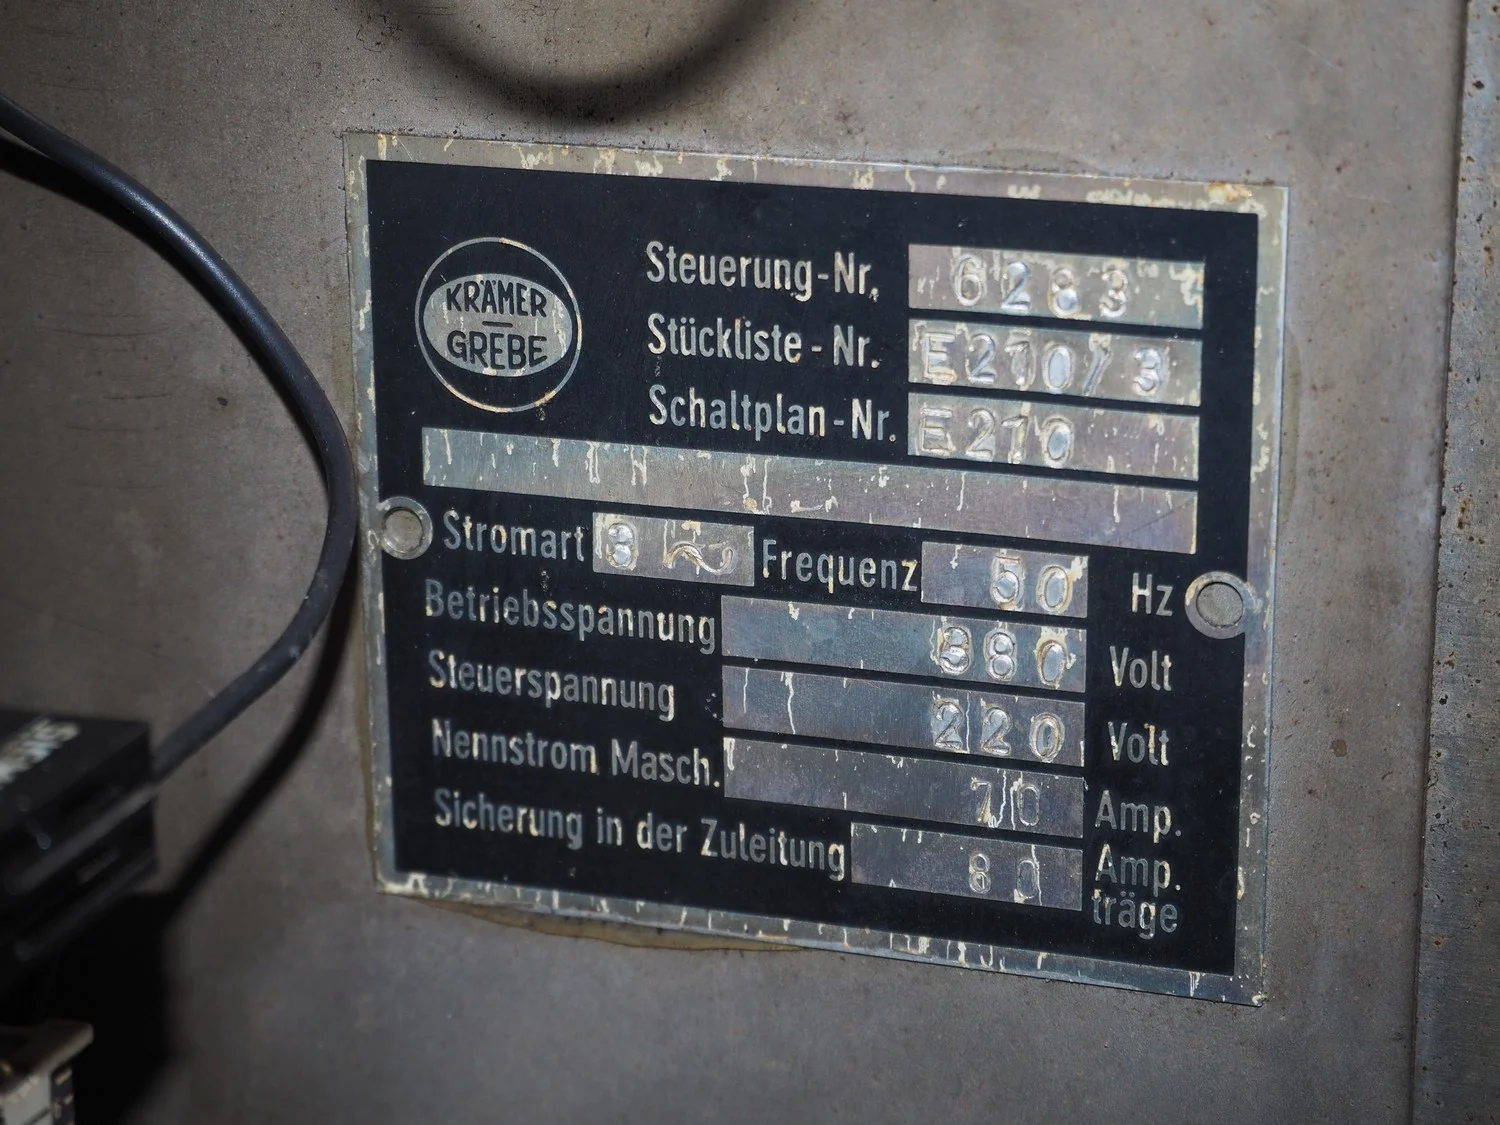 KRÄMER
GREBE
Steuerung-Nr. 6283
Stückliste-Nr. E210/3
Schaltplan-Nr. E210
Stromart 3 ~ Frequenz 50 Hz
Betriebsspannung 380 Volt
Steuerspannung 220 Volt
Nennstrom Masch. 70 Amp.
Sicherung in der Zuleitung 80 Amp.
träge